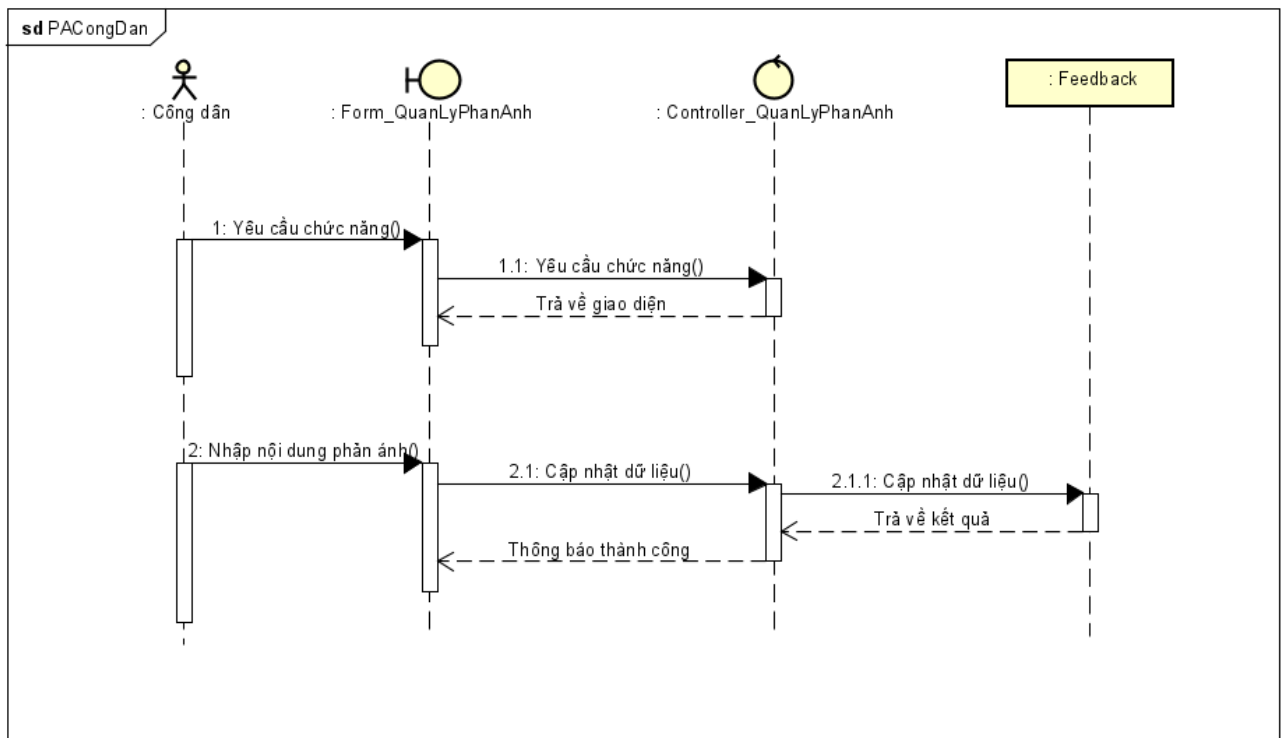 sd PACongDan
: Công dân
: Form_QuanLyPhanAnh
: Controller_QuanLyPhanAnh
: Feedback
1: Yêu cầu chức năng()
1.1: Yêu cầu chức năng()
Trả về giao diện
2: Nhập nội dung phản ánh()
2.1: Cập nhật dữ liệu()
2.1.1: Cập nhật dữ liệu()
Trả về kết quả
Thông báo thành công